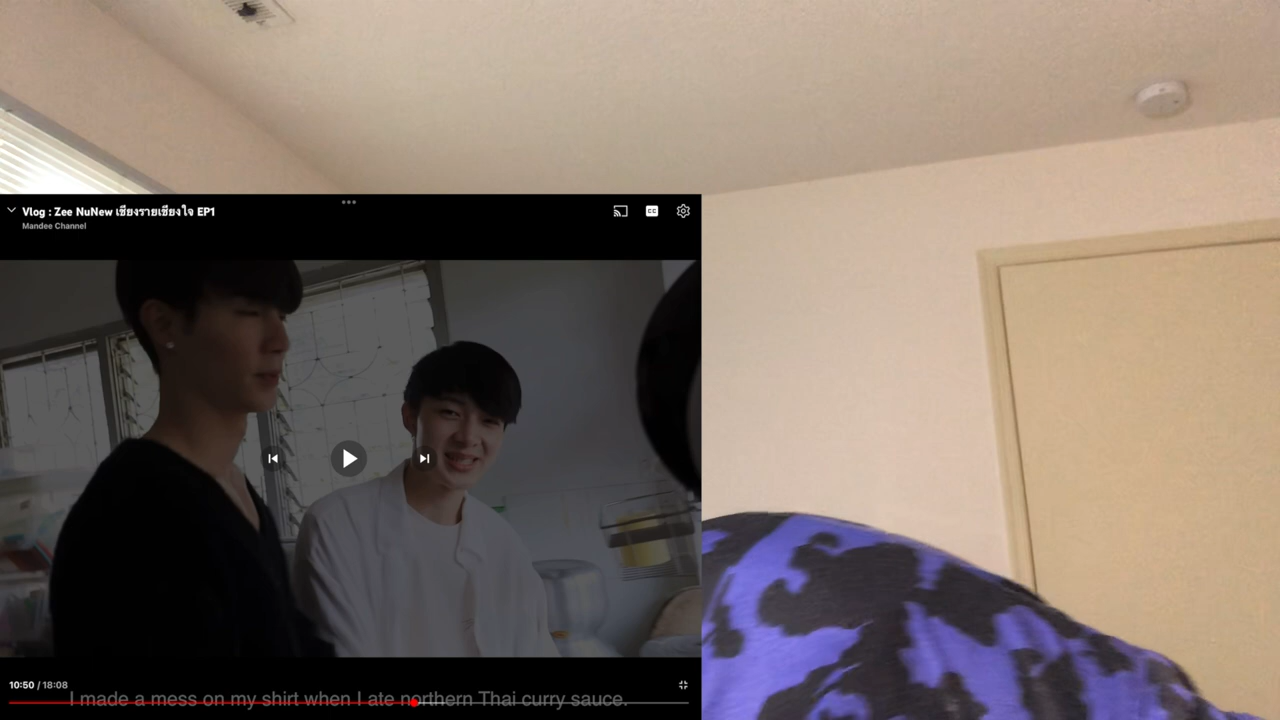 Vlog : Zee NuNew เชียงรายเชียงใจ EP1
Mandee Channel
CC
10:50 / 18:08
I made a mess on my shirt when I ate northern Thai curry sauce.